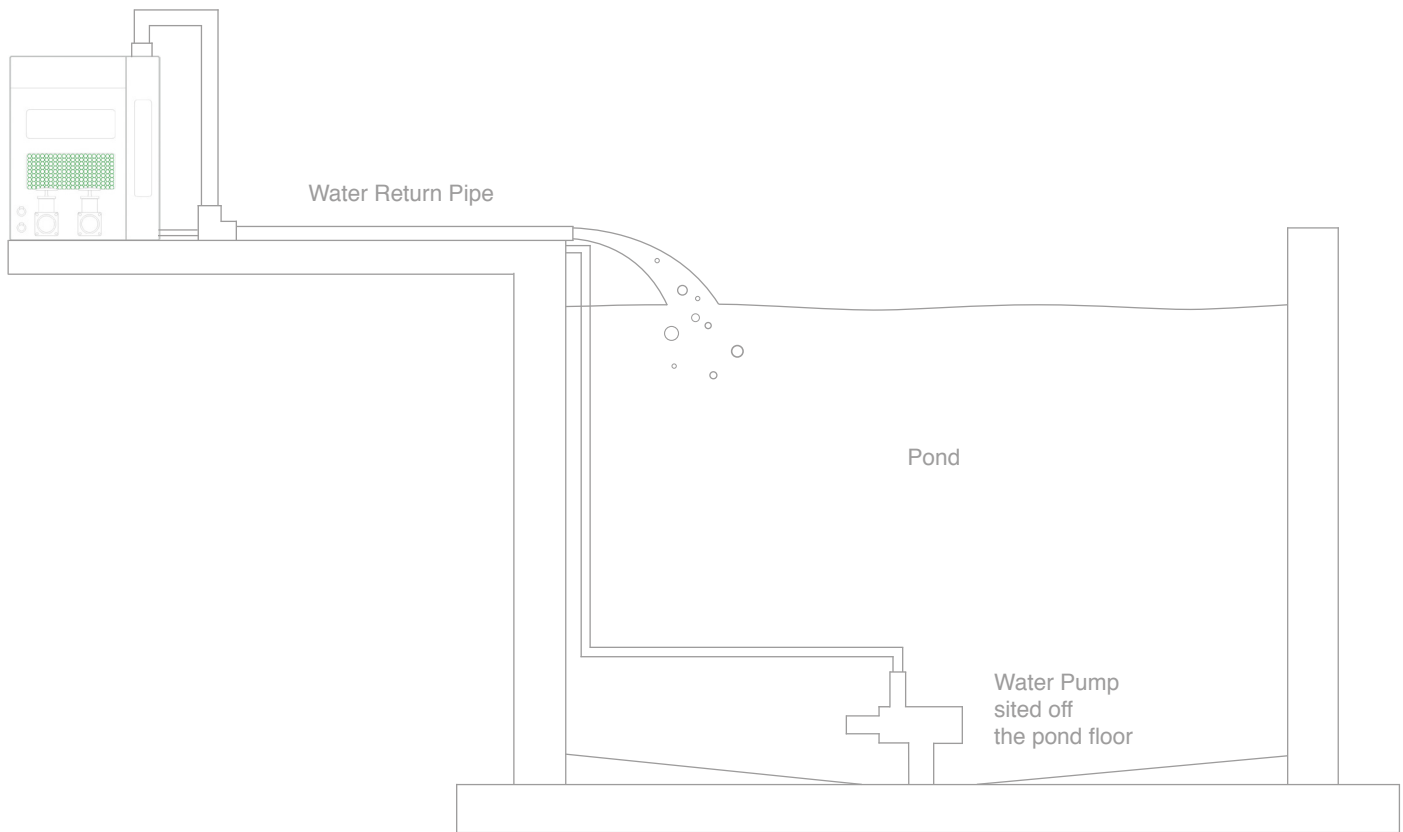 Water Return Pipe
Pond
Water Pump
sited off
the pond floor